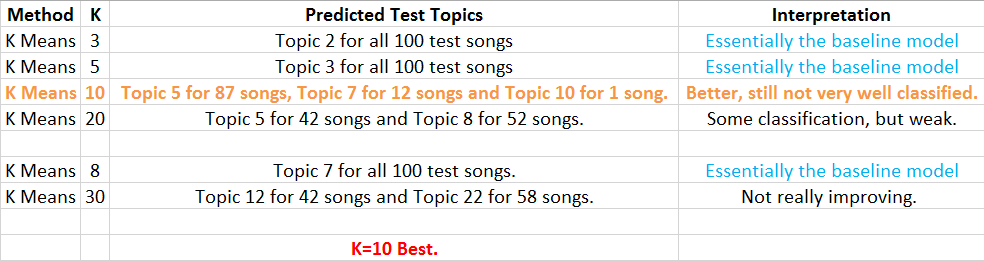 Method K Predicted Test Topics Interpretation
K Means 3 Topic 2 for all 100 test songs Essentially the baseline model
K Means 5 Topic 3 for all 100 test songs Essentially the baseline model
K Means 10 Topic 5 for 87 songs, Topic 7 for 12 songs and Topic 10 for 1 song. Better, still not very well classified.
K Means 20 Topic 5 for 42 songs and Topic 8 for 52 songs. Some classification, but weak.
K Means 8 Topic 7 for all 100 test songs. Essentially the baseline model
K Means 30 Topic 12 for 42 songs and Topic 22 for 58 songs. Not really improving.
K=10 Best.